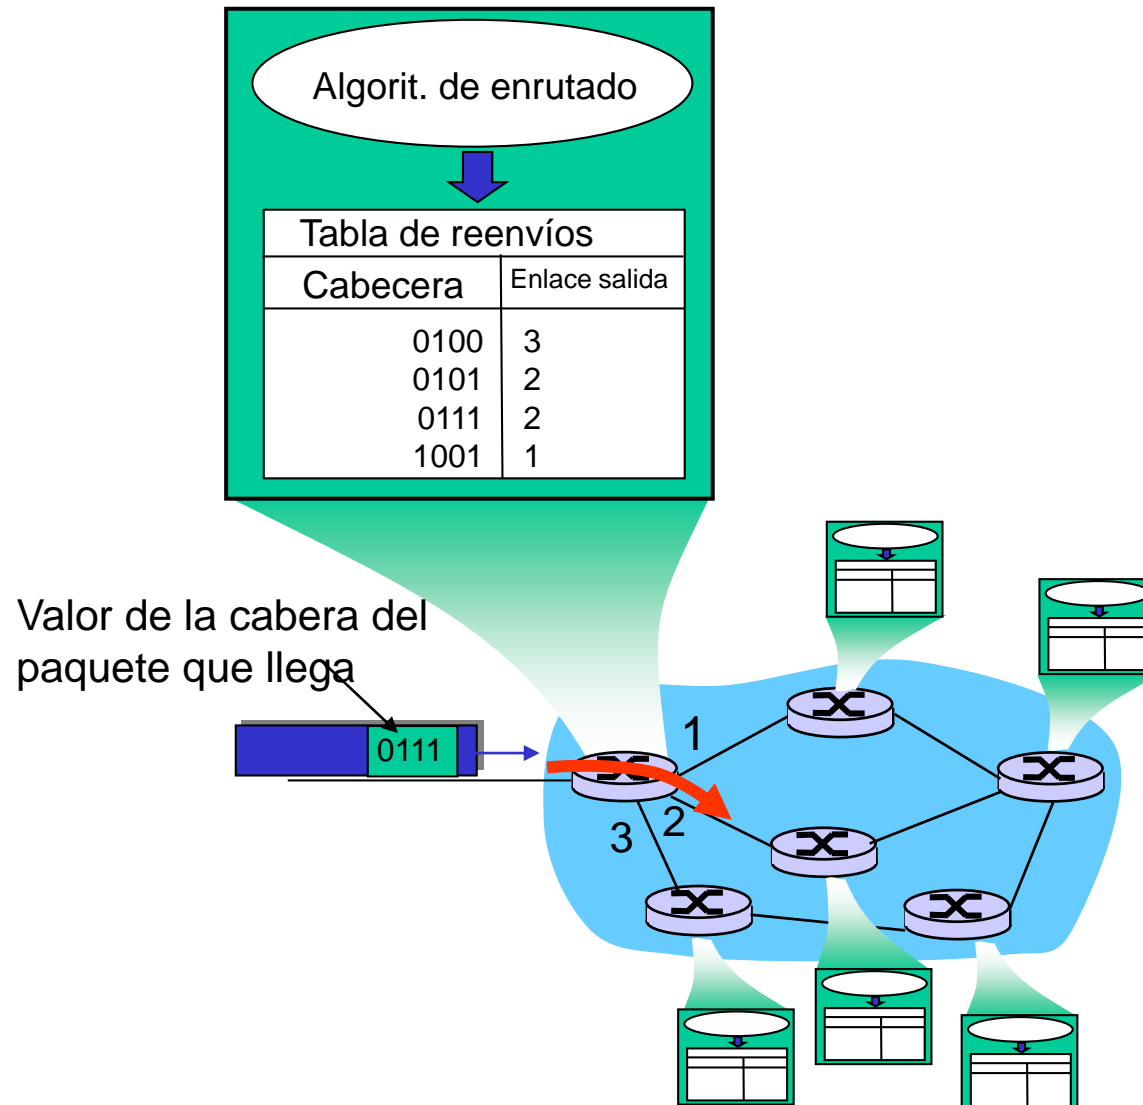 Algorit. de enrutado
Tabla de reenvíos
Cabecera Enlace salida
0100 3
0101 2
0111 2
1001 1
Valor de la cabera del
paquete que llega
0111
1
2
3